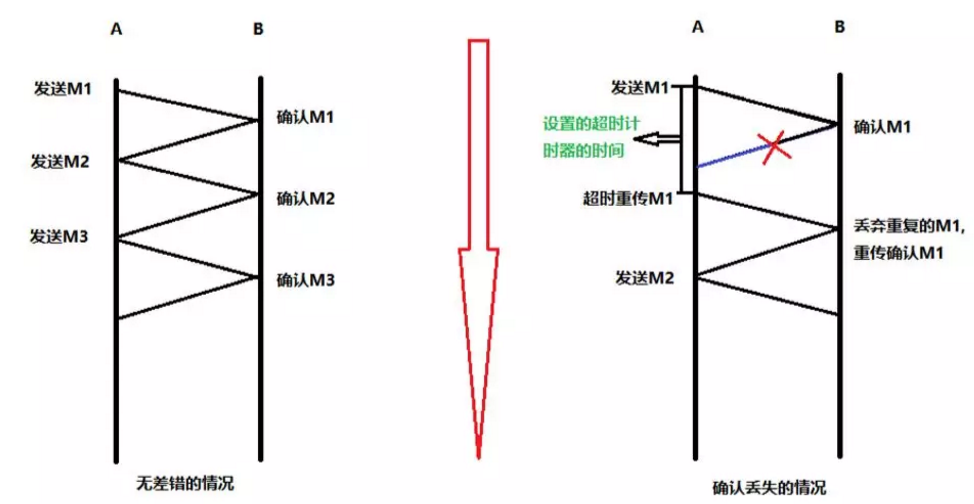 A
B
发送M1
确认M1
发送M2
确认M2
发送M3
确认M3
无差错的情况
A
B
发送M1
设置的超时计
时器的时间
确认M1
超时重传M1
丢弃重复的M1,
重传确认M1
发送M2
确认丢失的情况